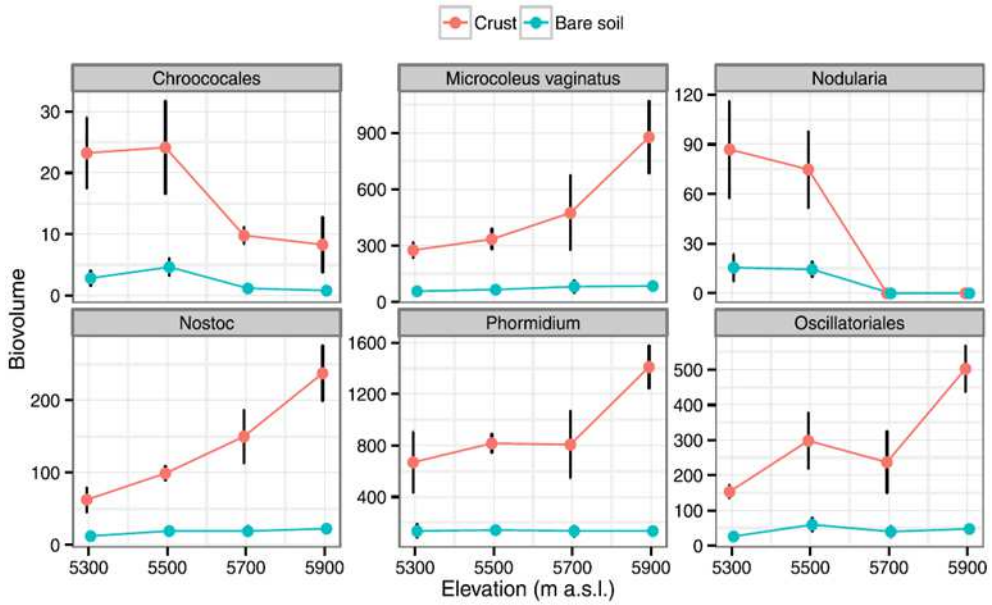 Crust Bare soil
Chroococales Microcoleus vaginatus Nodularia
30 900 120
20 600 90
10 300 60
0 0 30
0
Biovolume
Nostoc Phormidium Oscillatoriales
200 1600 500
100 1200 400
0 800 300
400 200
100
0
5300 5500 5700 5900 5300 5500 5700 5900 5300 5500 5700 5900
Elevation (m a.s.l.)